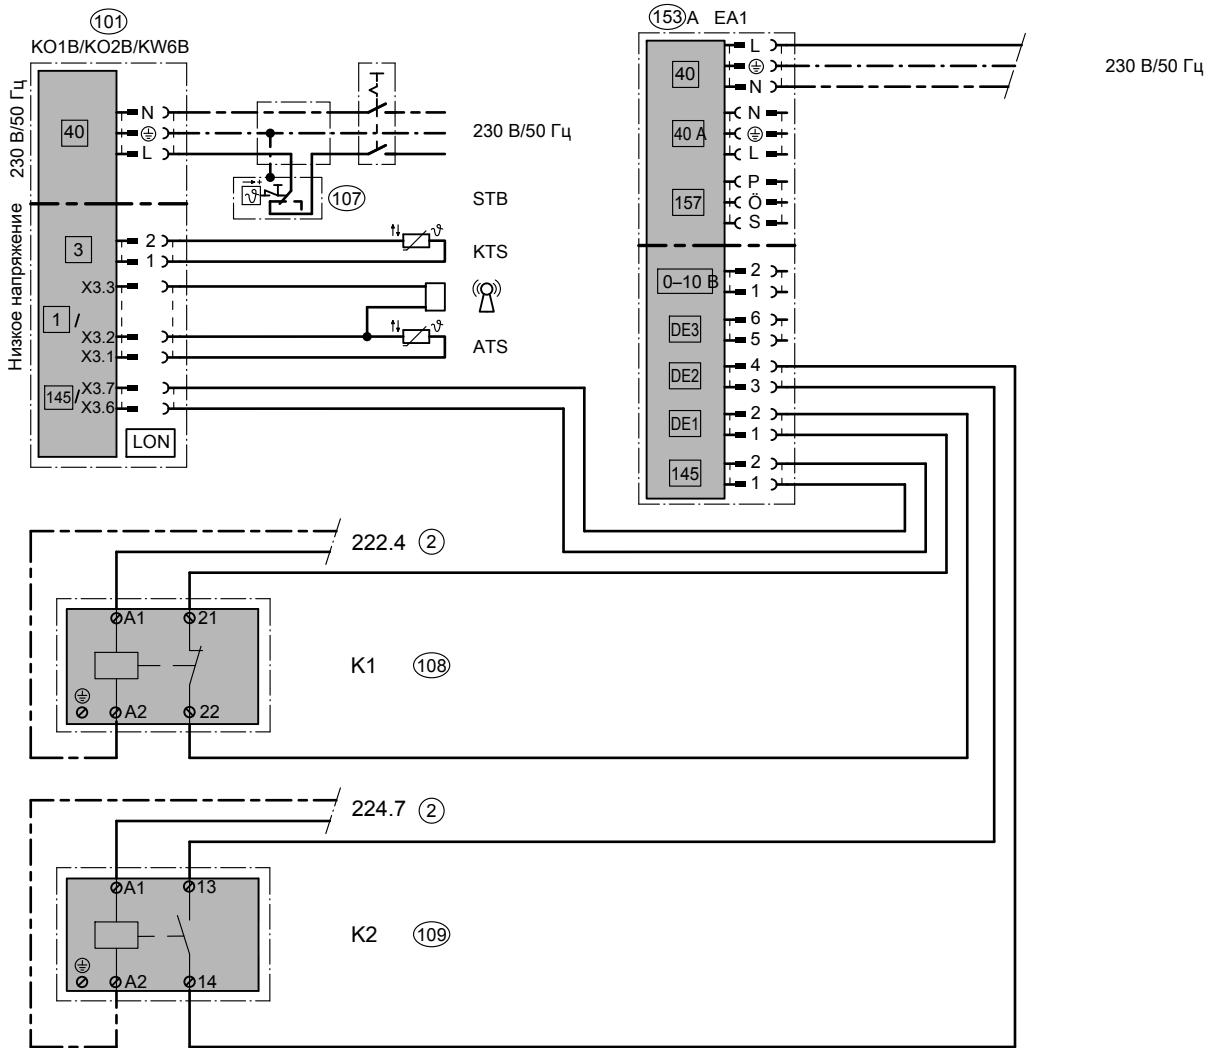 101
KO1B/KO2B/KW6B
230 В/50 Гц
Низкое напряжение
40
N
L
230 В/50 Гц
ϑ
107
STB
3
2
1
ϑ
KTS
X3.3
1 /
X3.2
X3.1
ϑ
ATS
145 /
X3.7
X3.6
LON
153 A EA1
40
L
N
230 В/50 Гц
40 A
N
L
157
P
Ö
S
0–10 В
2
1
DE3
6
5
DE2
4
3
DE1
2
1
145
2
1
222.4 2
A1
21
A2
22
K1 108
224.7 2
A1
13
A2
14
K2 109